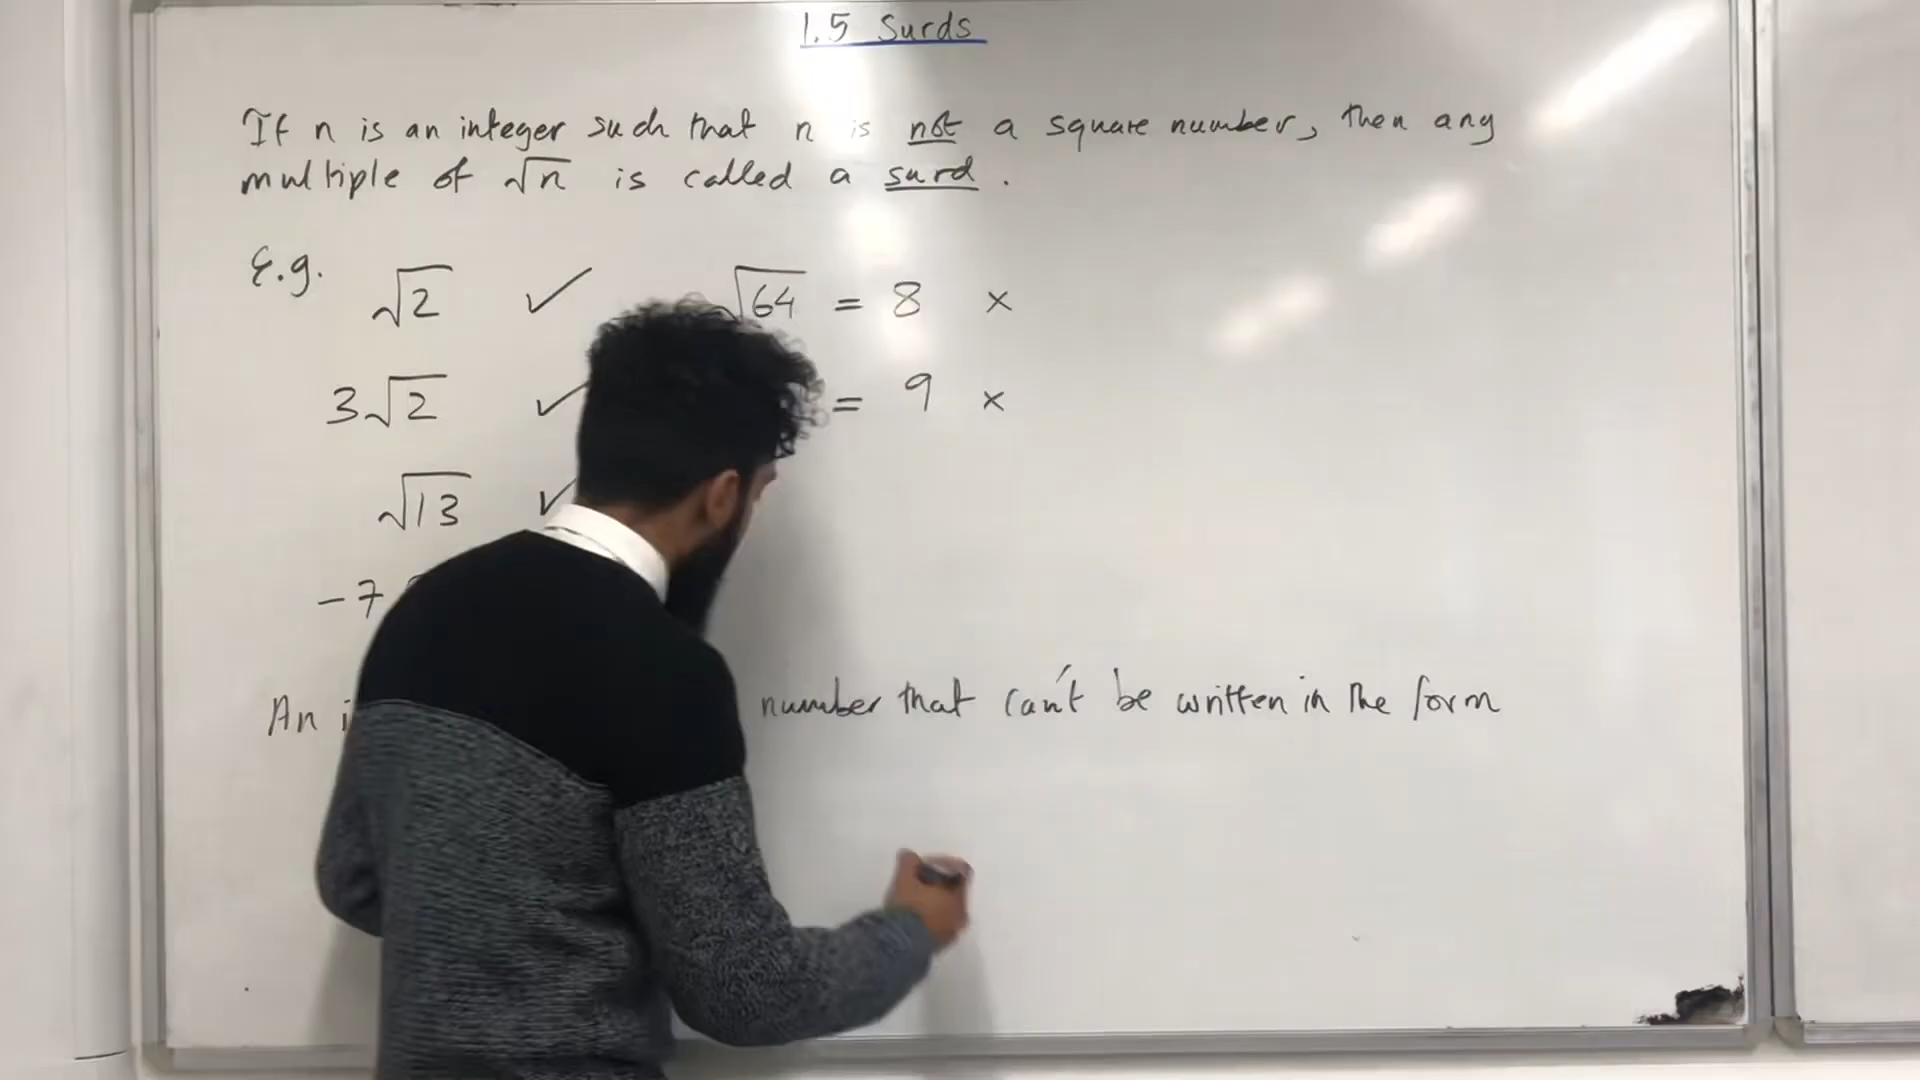 1.5 Surds
If n is an integer such that n is not a square number, then any
multiple of √n is called a surd.
E.g. √2 ✓ √64 = 8 ×
3√2 ✓ = 9 ×
√13 ✓
-7
An number that can't be written in the form